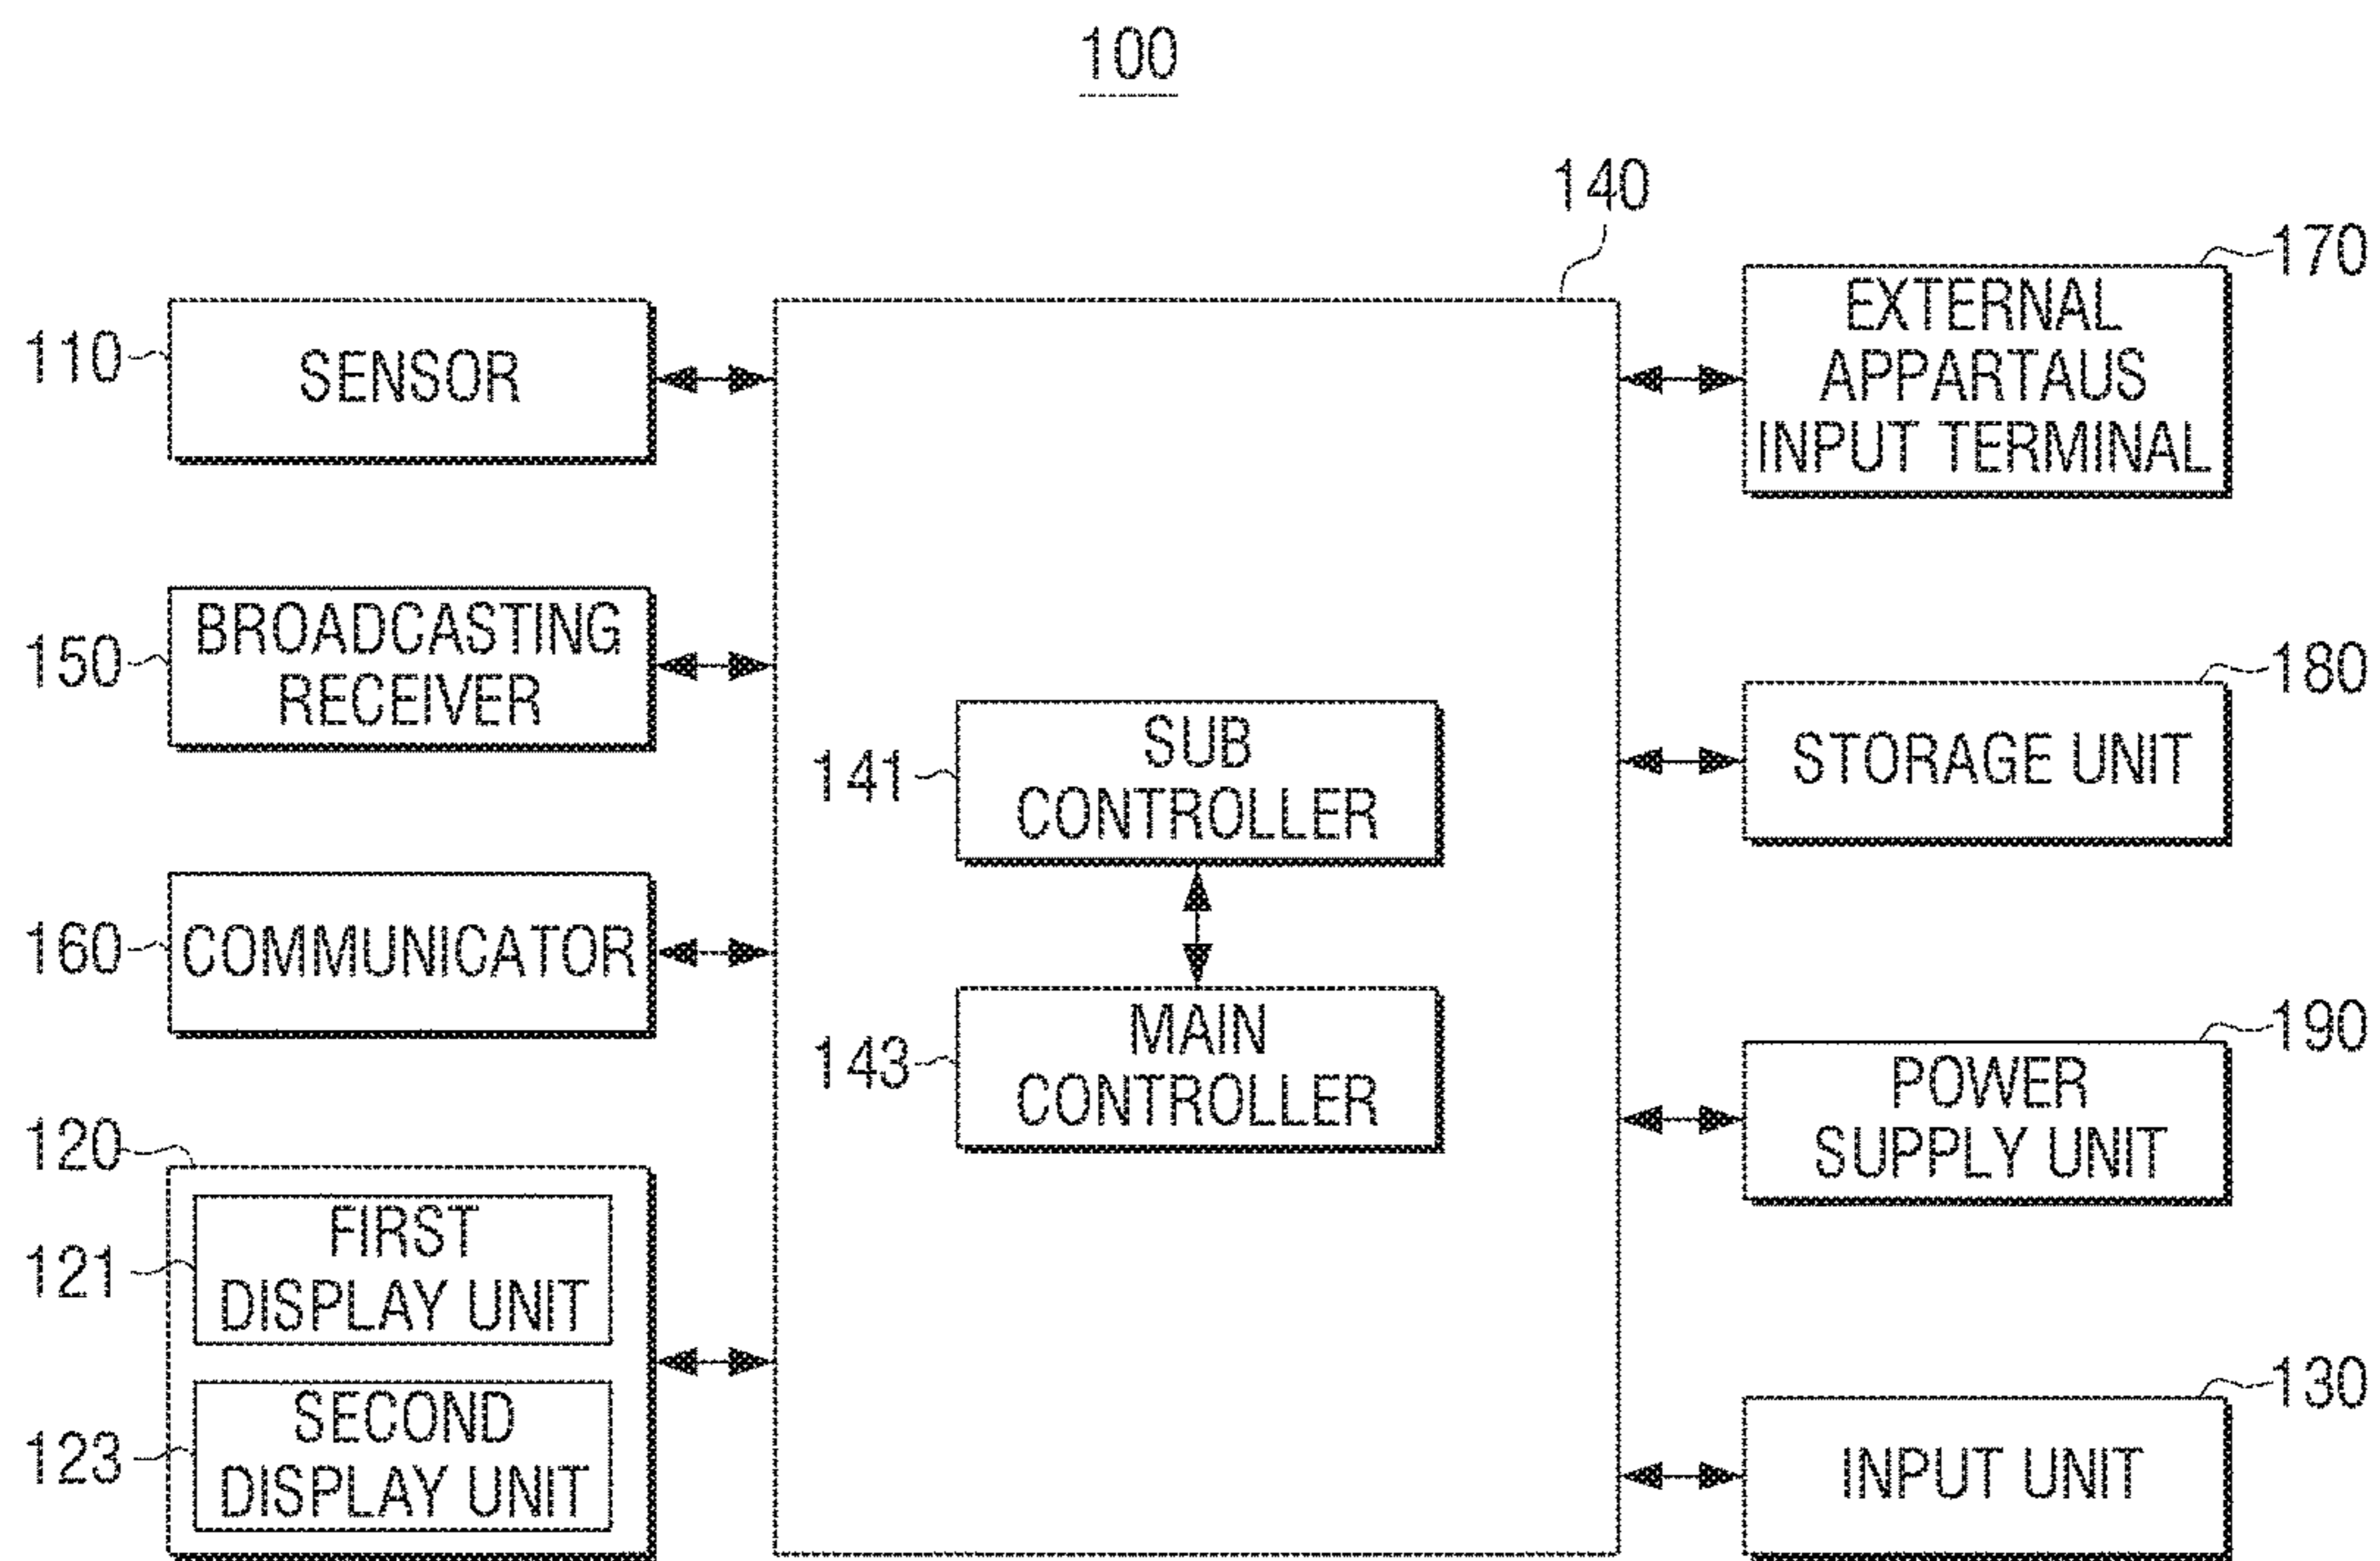 100
140
110
SENSOR
150
BROADCASTING
RECEIVER
160
COMMUNICATOR
120
121
FIRST
DISPLAY UNIT
123
SECOND
DISPLAY UNIT
141
SUB
CONTROLLER
143
MAIN
CONTROLLER
170
EXTERNAL
APPARTAUS
INPUT TERMINAL
180
STORAGE UNIT
190
POWER
SUPPLY UNIT
130
INPUT UNIT